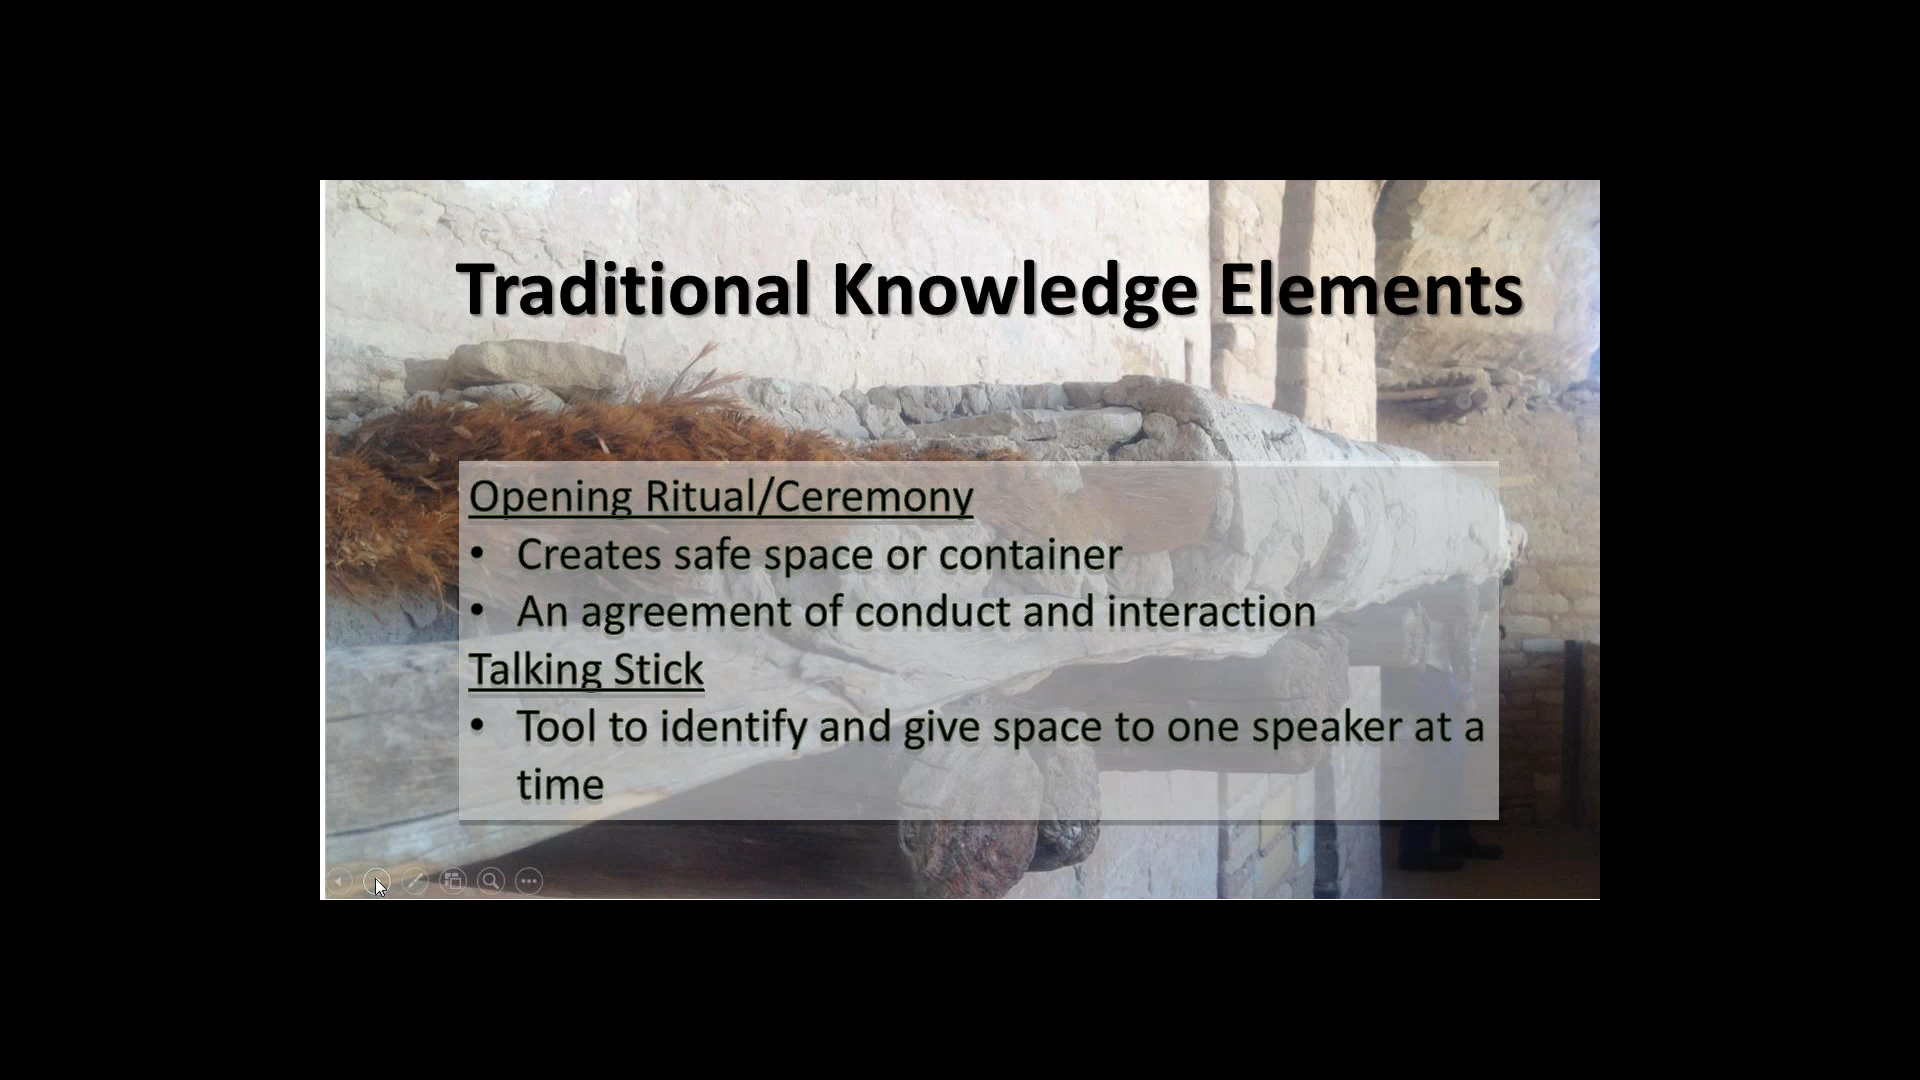 Traditional Knowledge Elements
Opening Ritual/Ceremony
• Creates safe space or container
• An agreement of conduct and interaction
Talking Stick
• Tool to identify and give space to one speaker at a
time